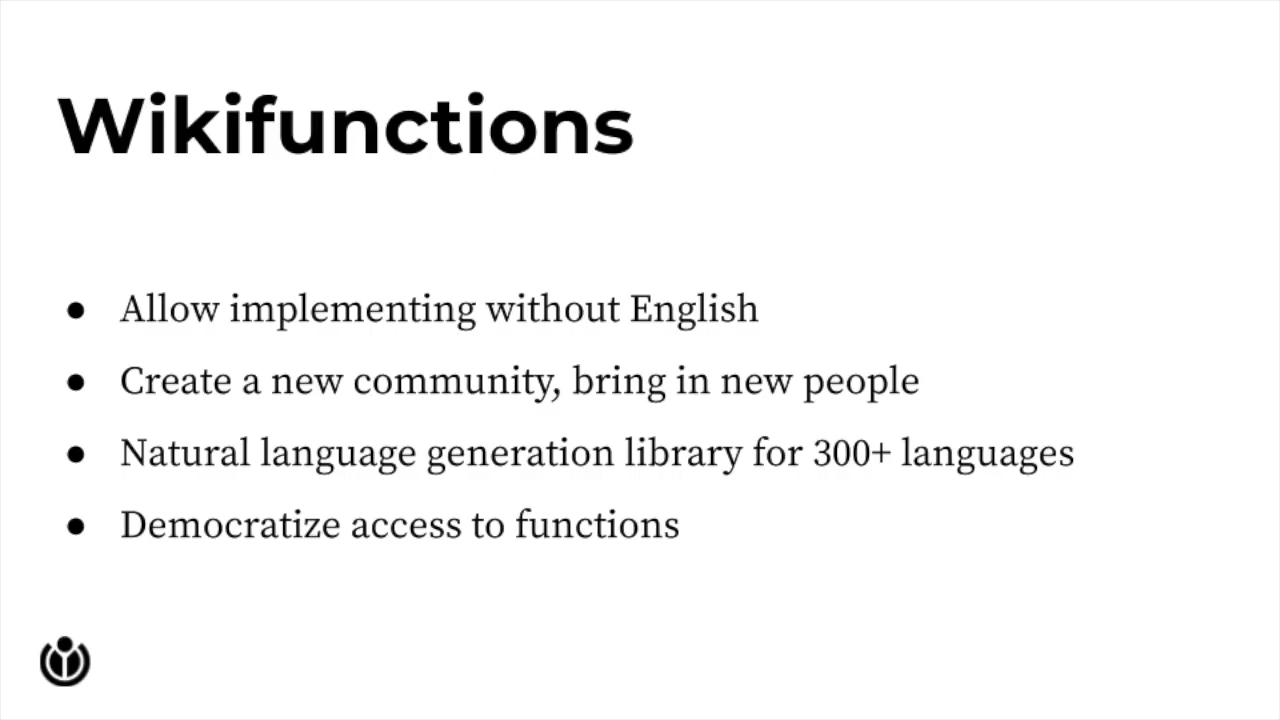 Wikifunctions
● Allow implementing without English
● Create a new community, bring in new people
● Natural language generation library for 300+ languages
● Democratize access to functions